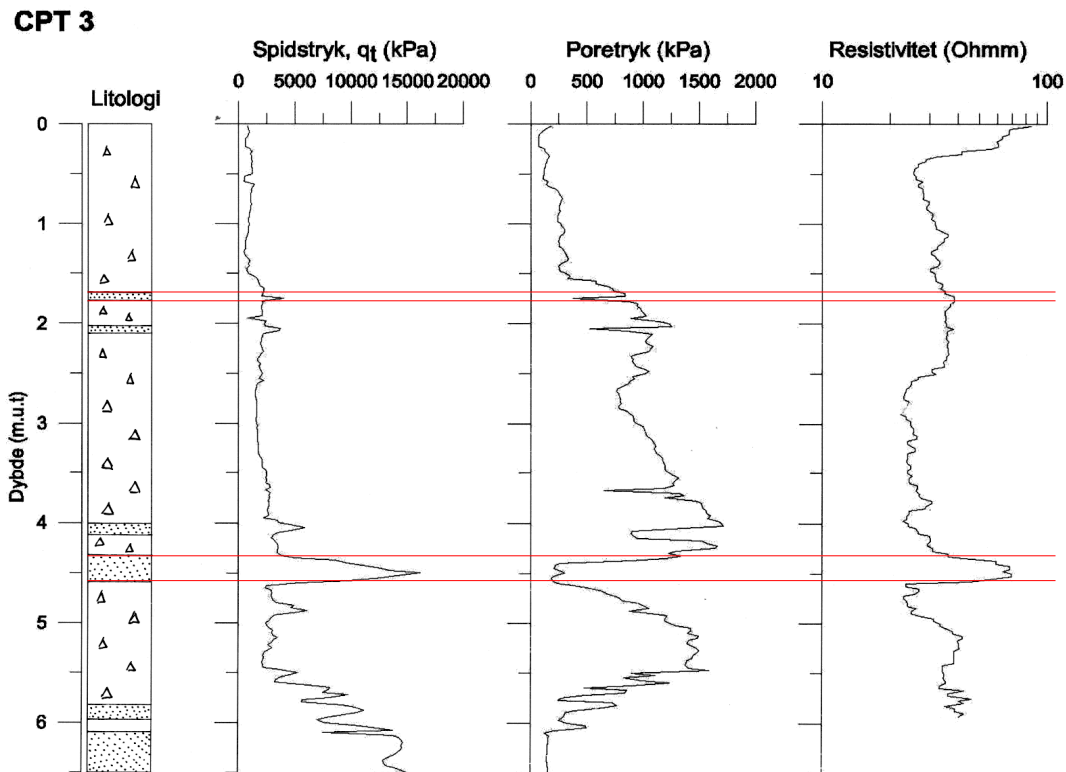 CPT 3
Spidstryk, qt (kPa)
Poretryk (kPa)
Resistivitet (Ohmm)
0 5000 10000 15000 20000
0 500 1000 1500 2000
10 100
Litologi
0
1
2
3
4
5
6
Dybde (m.u.t)